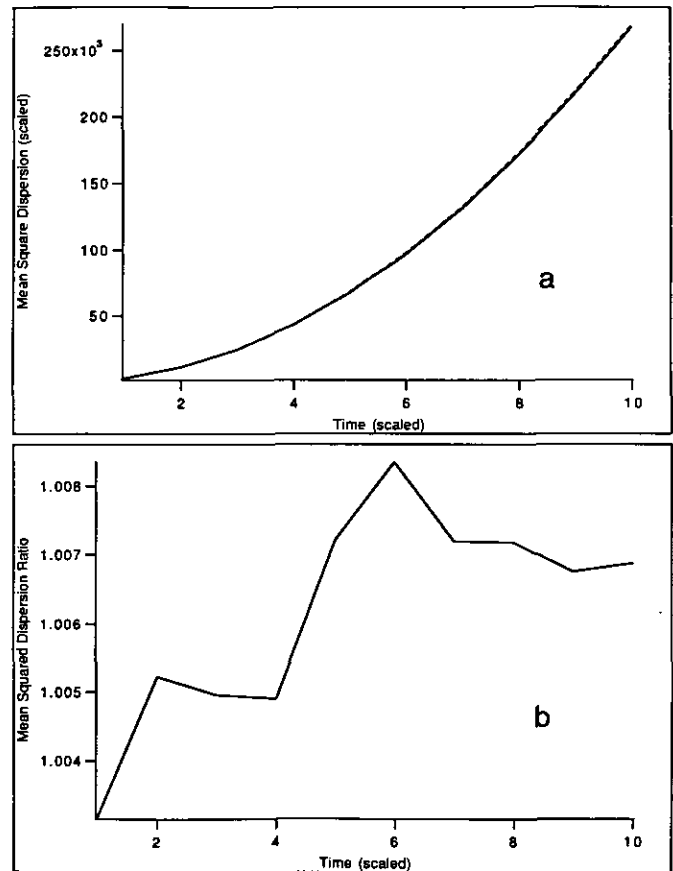 Mean Square Dispersion (scaled)
250x10³
200
150
100
50
2 4 6 8 10
Time (scaled)
a
Mean Squared Dispersion Ratio
1.008
1.007
1.006
1.005
1.004
2 4 6 8 10
Time (scaled)
b